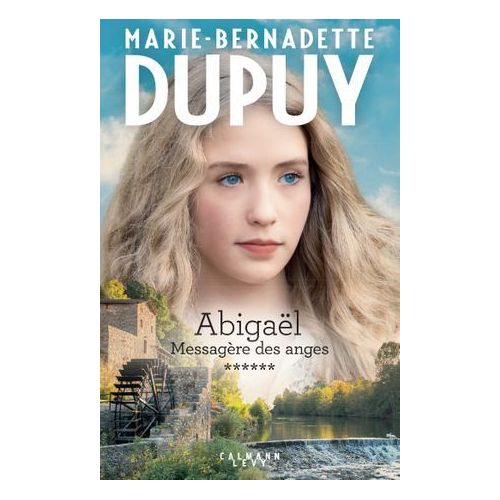 MARIE-BERNADETTE
DUPUY
Abigaël
Messagère des anges
******
CALMANN
LEVY